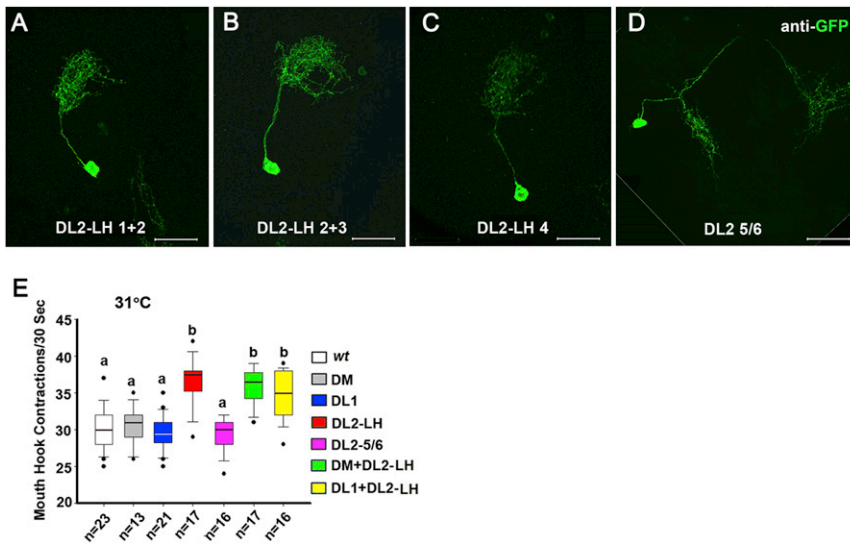 A
B
C
D
anti-GFP
DL2-LH 1+2
DL2-LH 2+3
DL2-LH 4
DL2 5/6
E
31°C
Mouth Hook Contractions/30 Sec
45
40
35
30
25
20
a
a
a
b
a
b
b
n=23
n=13
n=21
n=17
n=16
n=17
n=16
wt
DM
DL1
DL2-LH
DL2-5/6
DM+DL2-LH
DL1+DL2-LH